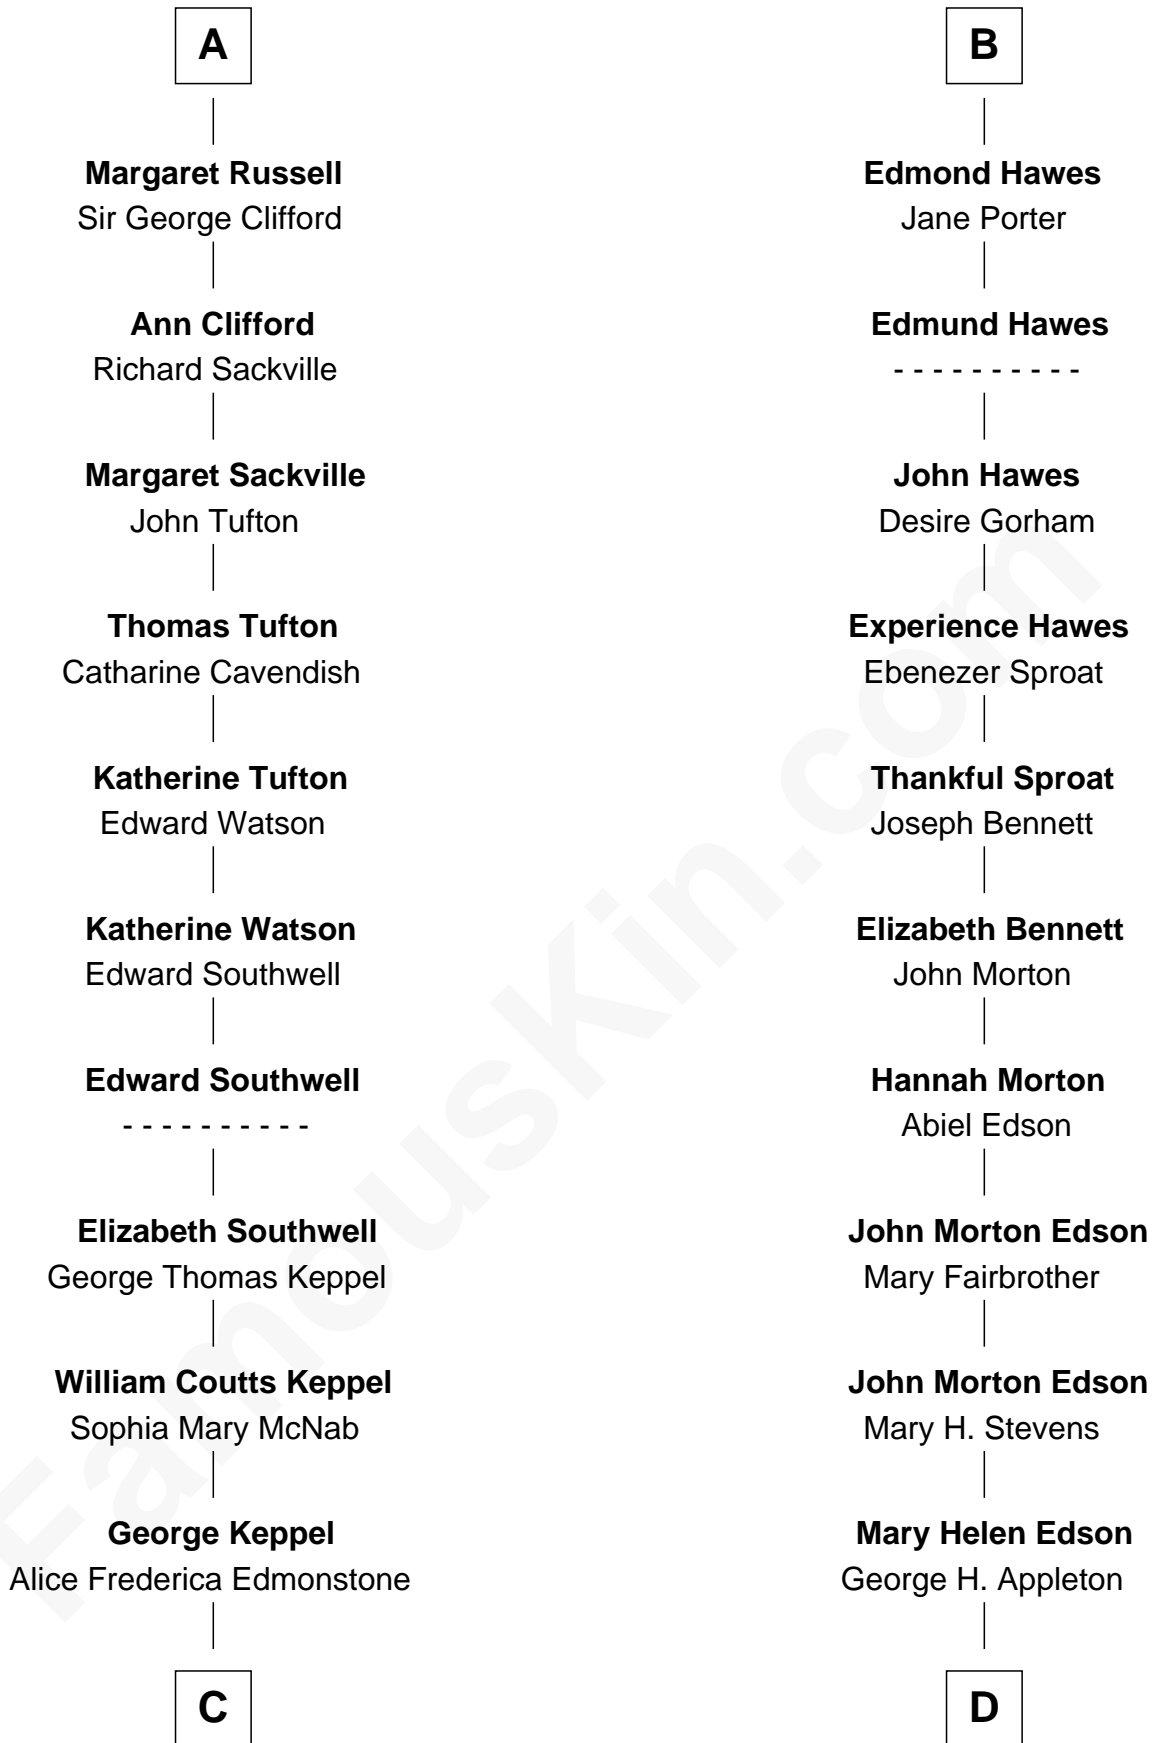 A
Margaret Russell
Sir George Clifford
Ann Clifford
Richard Sackville
Margaret Sackville
John Tufton
Thomas Tufton
Catharine Cavendish
Katherine Tufton
Edward Watson
Katherine Watson
Edward Southwell
Edward Southwell
- - - - - - - - - -
Elizabeth Southwell
George Thomas Keppel
William Coutts Keppel
Sophia Mary McNab
George Keppel
Alice Frederica Edmonstone
C
B
Edmond Hawes
Jane Porter
Edmund Hawes
- - - - - - - - - -
John Hawes
Desire Gorham
Experience Hawes
Ebenezer Sproat
Thankful Sproat
Joseph Bennett
Elizabeth Bennett
John Morton
Hannah Morton
Abiel Edson
John Morton Edson
Mary Fairbrother
John Morton Edson
Mary H. Stevens
Mary Helen Edson
George H. Appleton
D
FamousKin.com